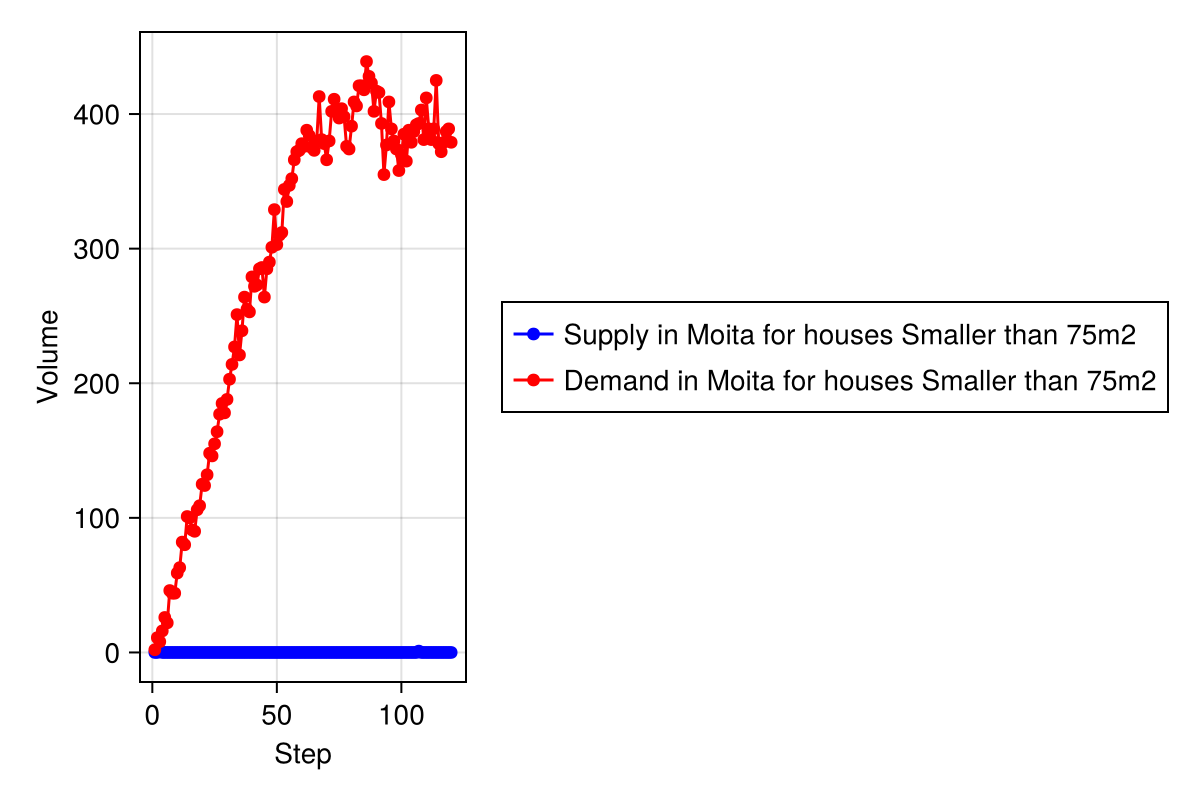 400
300
200
100
0
Volume
0 50 100
Step
Supply in Moita for houses Smaller than 75m2
Demand in Moita for houses Smaller than 75m2